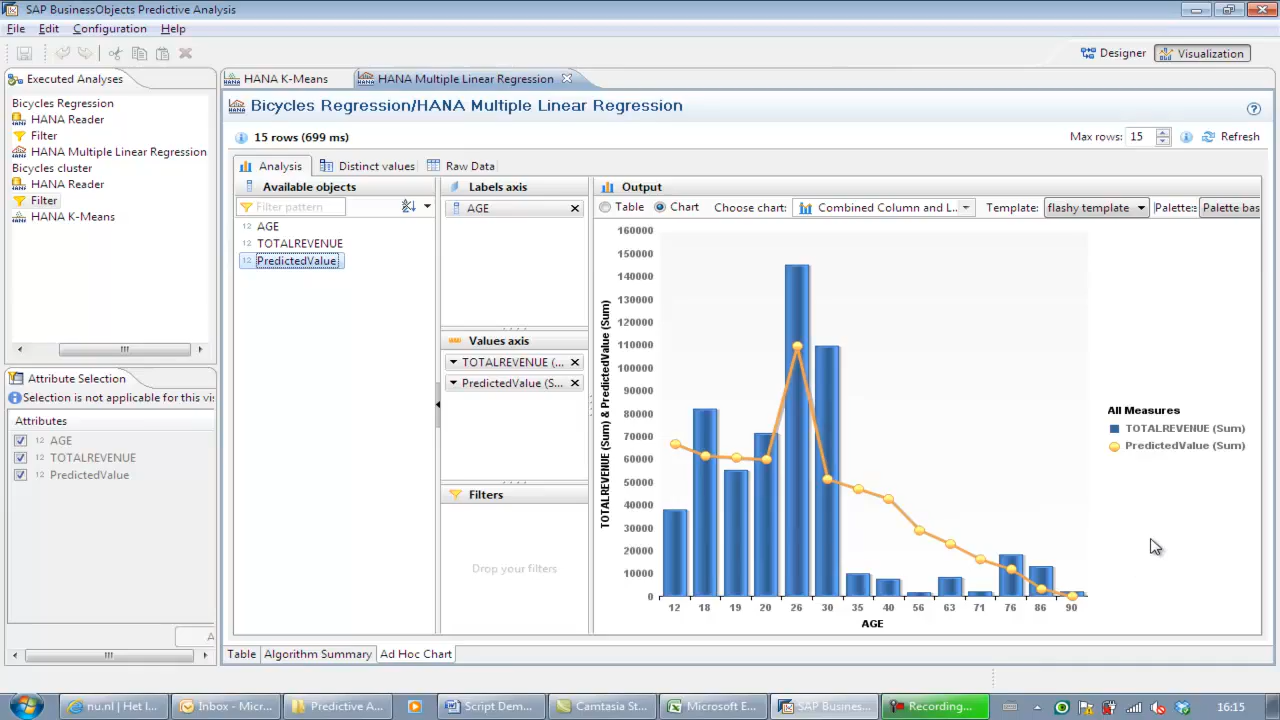 SAP BusinessObjects Predictive Analysis
File Edit Configuration Help
Designer Visualization
Executed Analyses
Bicycles Regression
HANA Reader
Filter
HANA Multiple Linear Regression
Bicycles cluster
HANA Reader
Filter
HANA K-Means
Attribute Selection
Selection is not applicable for this vi
Attributes
12 AGE
12 TOTALREVENUE
12 PredictedValue
A
HANA K-Means HANA Multiple Linear Regression
Bicycles Regression/HANA Multiple Linear Regression
15 rows (699 ms)
Max rows: 15 Refresh
Analysis Distinct values Raw Data
Available objects
Filter pattern
12 AGE
12 TOTALREVENUE
12 PredictedValue
Labels axis
AGE
Values axis
TOTALREVENUE (...
PredictedValue (S...
Filters
Drop your filters
Output
Table Chart Choose chart: Combined Column and L... Template: flashy template Palette: Palette bas
TOTALREVENUE (Sum) & PredictedValue (Sum)
160000
150000
140000
130000
120000
110000
100000
90000
80000
70000
60000
50000
40000
30000
20000
10000
0
12 18 19 20 26 30 35 40 56 63 71 76 86 90
AGE
All Measures
TOTALREVENUE (Sum)
PredictedValue (Sum)
Table Algorithm Summary Ad Hoc Chart
nu.nl | Het l... Inbox - Micr... Predictive A... Script Dem... Camtasia St... Microsoft E... SAP Busines... Recording... 16:15